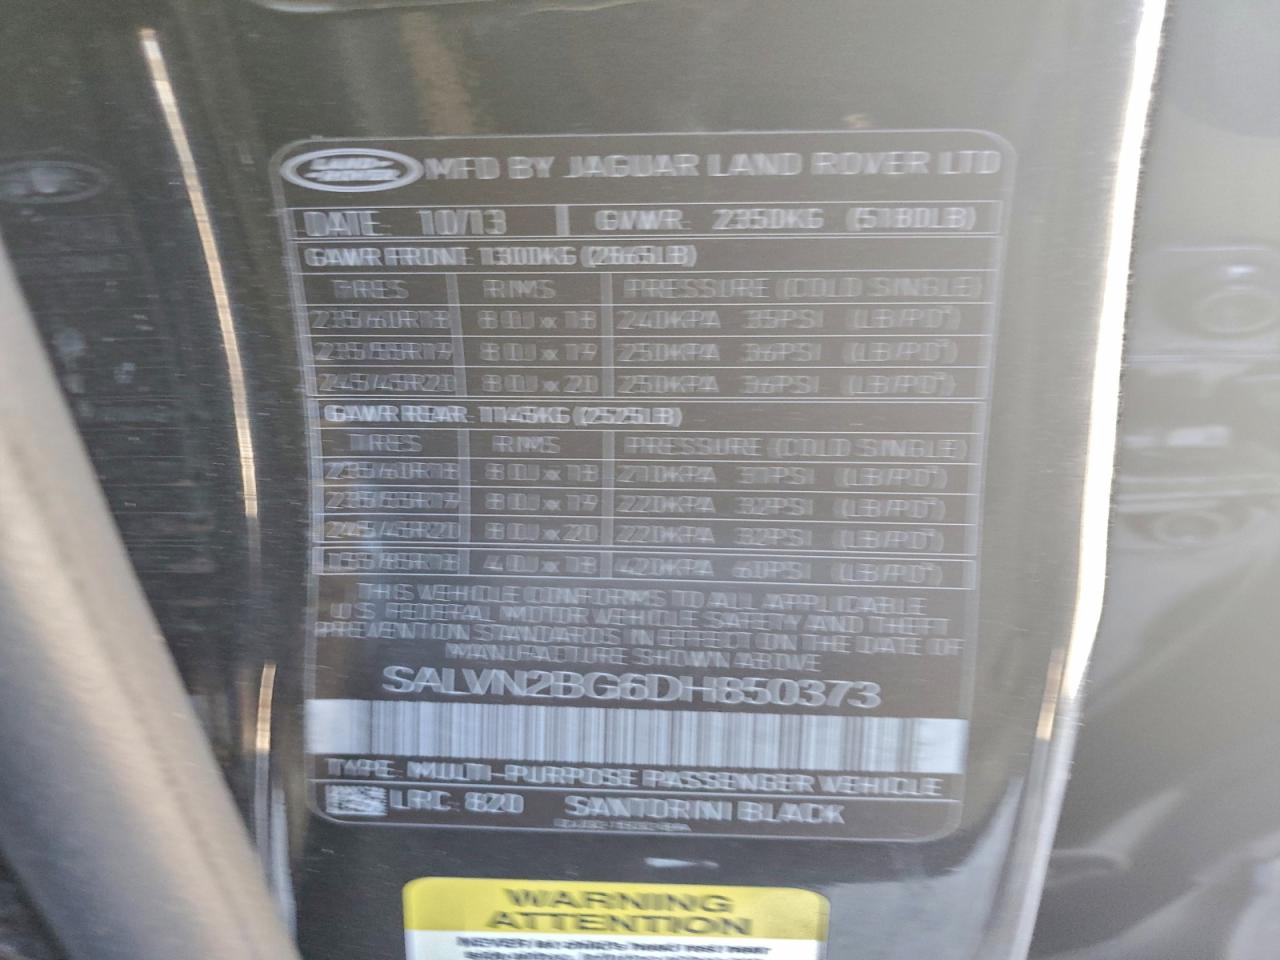 LAND ROVER MFD BY JAGUAR LAND ROVER LTD
DATE: 10/13 GVWR: 2350KG (5180LB)
GAWR FRONT: 1300KG (2865LB)
TIRES RIMS PRESSURE (COLD SINGLE)
235/60R18 8.0J x 18 240KPA 35PSI (LB/PO²)
235/55R19 8.0J x 19 250KPA 36PSI (LB/PO²)
245/45R20 8.0J x 20 250KPA 36PSI (LB/PO²)
GAWR REAR: 1145KG (2525LB)
TIRES RIMS PRESSURE (COLD SINGLE)
235/60R18 8.0J x 18 210KPA 31PSI (LB/PO²)
235/55R19 8.0J x 19 220KPA 32PSI (LB/PO²)
245/45R20 8.0J x 20 220KPA 32PSI (LB/PO²)
T155/85R18 4.0J x 18 420KPA 60PSI (LB/PO²)
THIS VEHICLE CONFORMS TO ALL APPLICABLE
U.S. FEDERAL MOTOR VEHICLE SAFETY AND THEFT
PREVENTION STANDARDS IN EFFECT ON THE DATE OF
MANUFACTURE SHOWN ABOVE
SALVN2BG6DH850373
TYPE: MULTI-PURPOSE PASSENGER VEHICLE
LRC: 820 SANTORINI BLACK
WARNING
ATTENTION